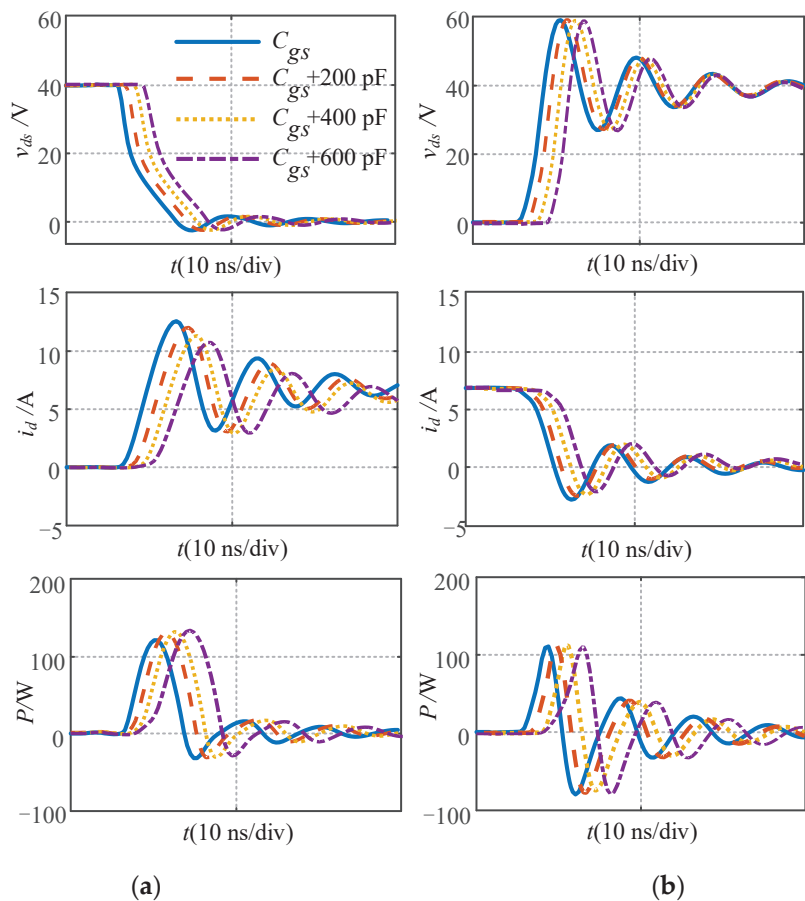 60
40
20
0
v_ds /V
C_gs
C_gs+200 pF
C_gs+400 pF
C_gs+600 pF
t(10 ns/div)
60
40
20
0
v_ds /V
t(10 ns/div)
15
10
5
0
−5
i_d /A
t(10 ns/div)
15
10
5
0
−5
i_d /A
t(10 ns/div)
200
100
0
−100
P/W
t(10 ns/div)
200
100
0
−100
P/W
t(10 ns/div)
(a)
(b)